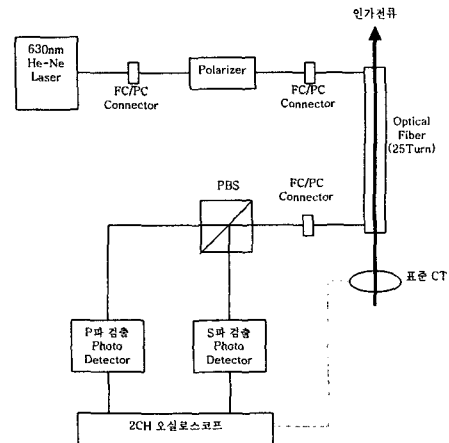 인가전류
630nm
He-Ne
Laser
Polarizer
FC/PC
Connector
FC/PC
Connector
Optical
Fiber
(25Turn)
PBS
FC/PC
Connector
표준 CT
P파 검출
Photo
Detector
S파 검출
Photo
Detector
2CH 오실로스코프